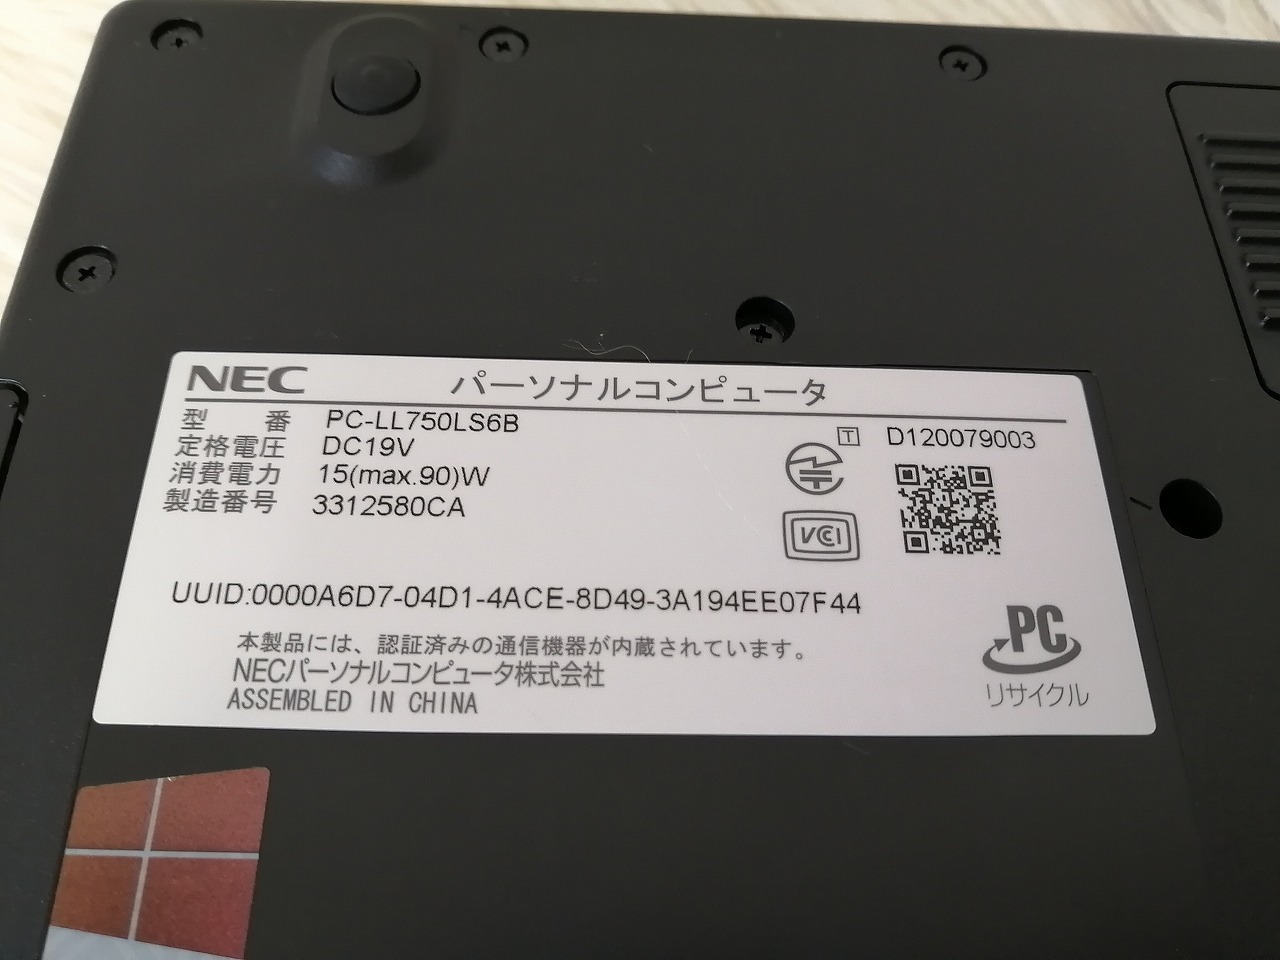 NEC パーソナルコンピュータ
型 番 PC-LL750LS6B
定格電圧 DC19V
消費電力 15(max.90)W
製造番号 3312580CA
T D120079003
VCI
UUID:0000A6D7-04D1-4ACE-8D49-3A194EE07F44
本製品には、認証済みの通信機器が内蔵されています。
NECパーソナルコンピュータ株式会社
ASSEMBLED IN CHINA
PC
リサイクル